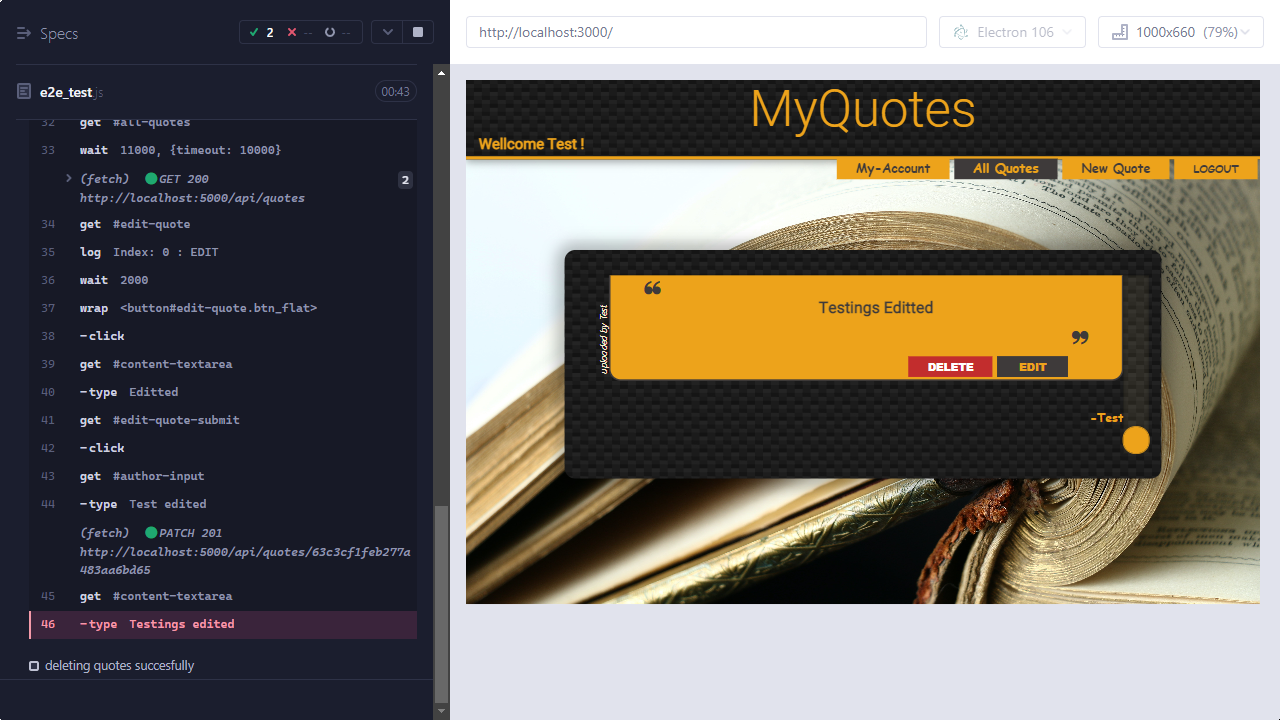 Specs
2
--
--
http://localhost:3000/
Electron 106
1000x660 (79%)
e2e_test.js
00:43
32 get #all-quotes
33 wait 11000, {timeout: 10000}
(fetch) GET 200
http://localhost:5000/api/quotes
2
34 get #edit-quote
35 log Index: 0 : EDIT
36 wait 2000
37 wrap <button#edit-quote.btn_flat>
38 -click
39 get #content-textarea
40 -type Editted
41 get #edit-quote-submit
42 -click
43 get #author-input
44 -type Test edited
(fetch) PATCH 201
http://localhost:5000/api/quotes/63c3cf1feb277a
483aa6bd65
45 get #content-textarea
46 -type Testings edited
deleting quotes succesfully
MyQuotes
Wellcome Test !
My-Account
All Quotes
New Quote
LOGOUT
uploaded by Test
❝
Testings Editted
❞
DELETE
EDIT
-Test